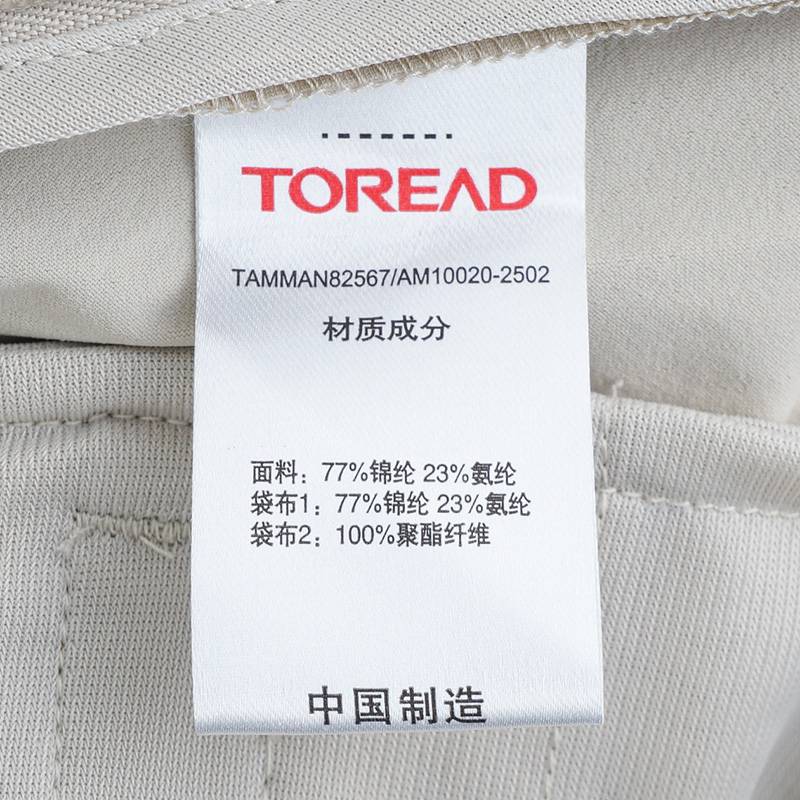 TOREAD
TAMMAN82567/AM10020-2502
材质成分
面料：77%锦纶 23%氨纶
袋布1：77%锦纶 23%氨纶
袋布2：100%聚酯纤维
中国制造